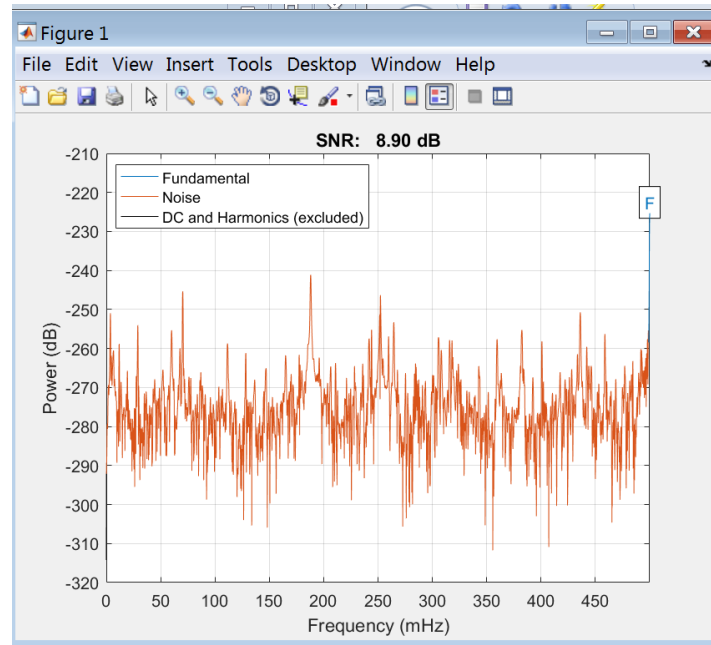 Figure 1
File Edit View Insert Tools Desktop Window Help
SNR: 8.90 dB
-210
-220
-230
-240
-250
-260
-270
-280
-290
-300
-310
-320
Power (dB)
Fundamental
Noise
DC and Harmonics (excluded)
F
0 50 100 150 200 250 300 350 400 450
Frequency (mHz)